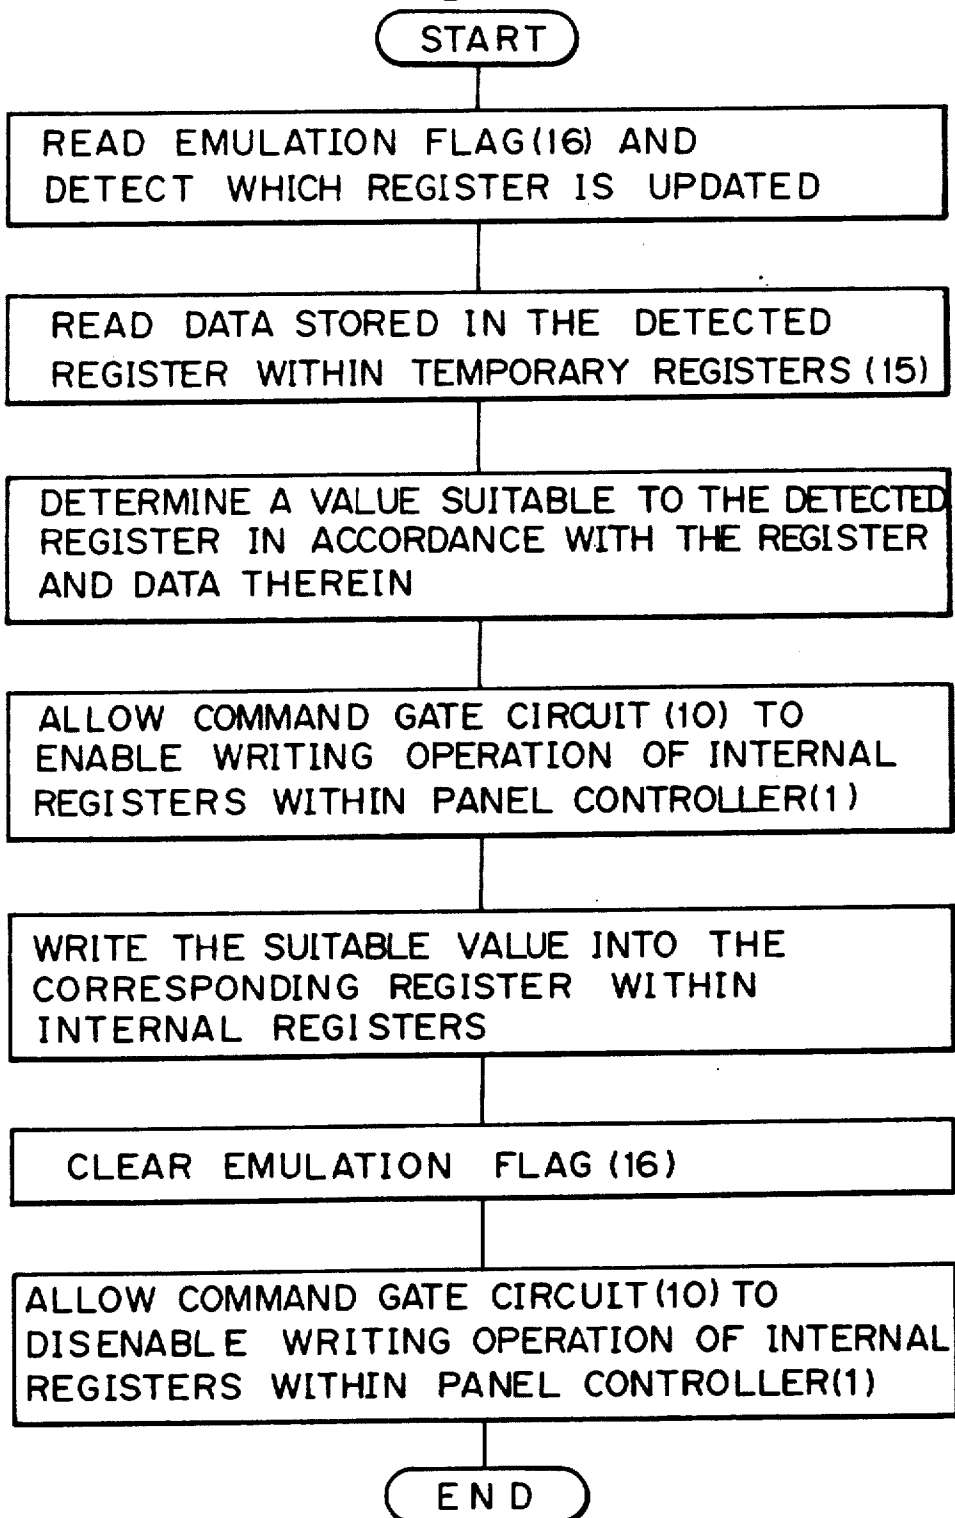 START
READ EMULATION FLAG(16) AND
DETECT WHICH REGISTER IS UPDATED
READ DATA STORED IN THE DETECTED
REGISTER WITHIN TEMPORARY REGISTERS (15)
DETERMINE A VALUE SUITABLE TO THE DETECTED
REGISTER IN ACCORDANCE WITH THE REGISTER
AND DATA THEREIN
ALLOW COMMAND GATE CIRCUIT (10) TO
ENABLE WRITING OPERATION OF INTERNAL
REGISTERS WITHIN PANEL CONTROLLER(1)
WRITE THE SUITABLE VALUE INTO THE
CORRESPONDING REGISTER WITHIN
INTERNAL REGISTERS
CLEAR EMULATION FLAG (16)
ALLOW COMMAND GATE CIRCUIT (10) TO
DISENABLE WRITING OPERATION OF INTERNAL
REGISTERS WITHIN PANEL CONTROLLER(1)
END